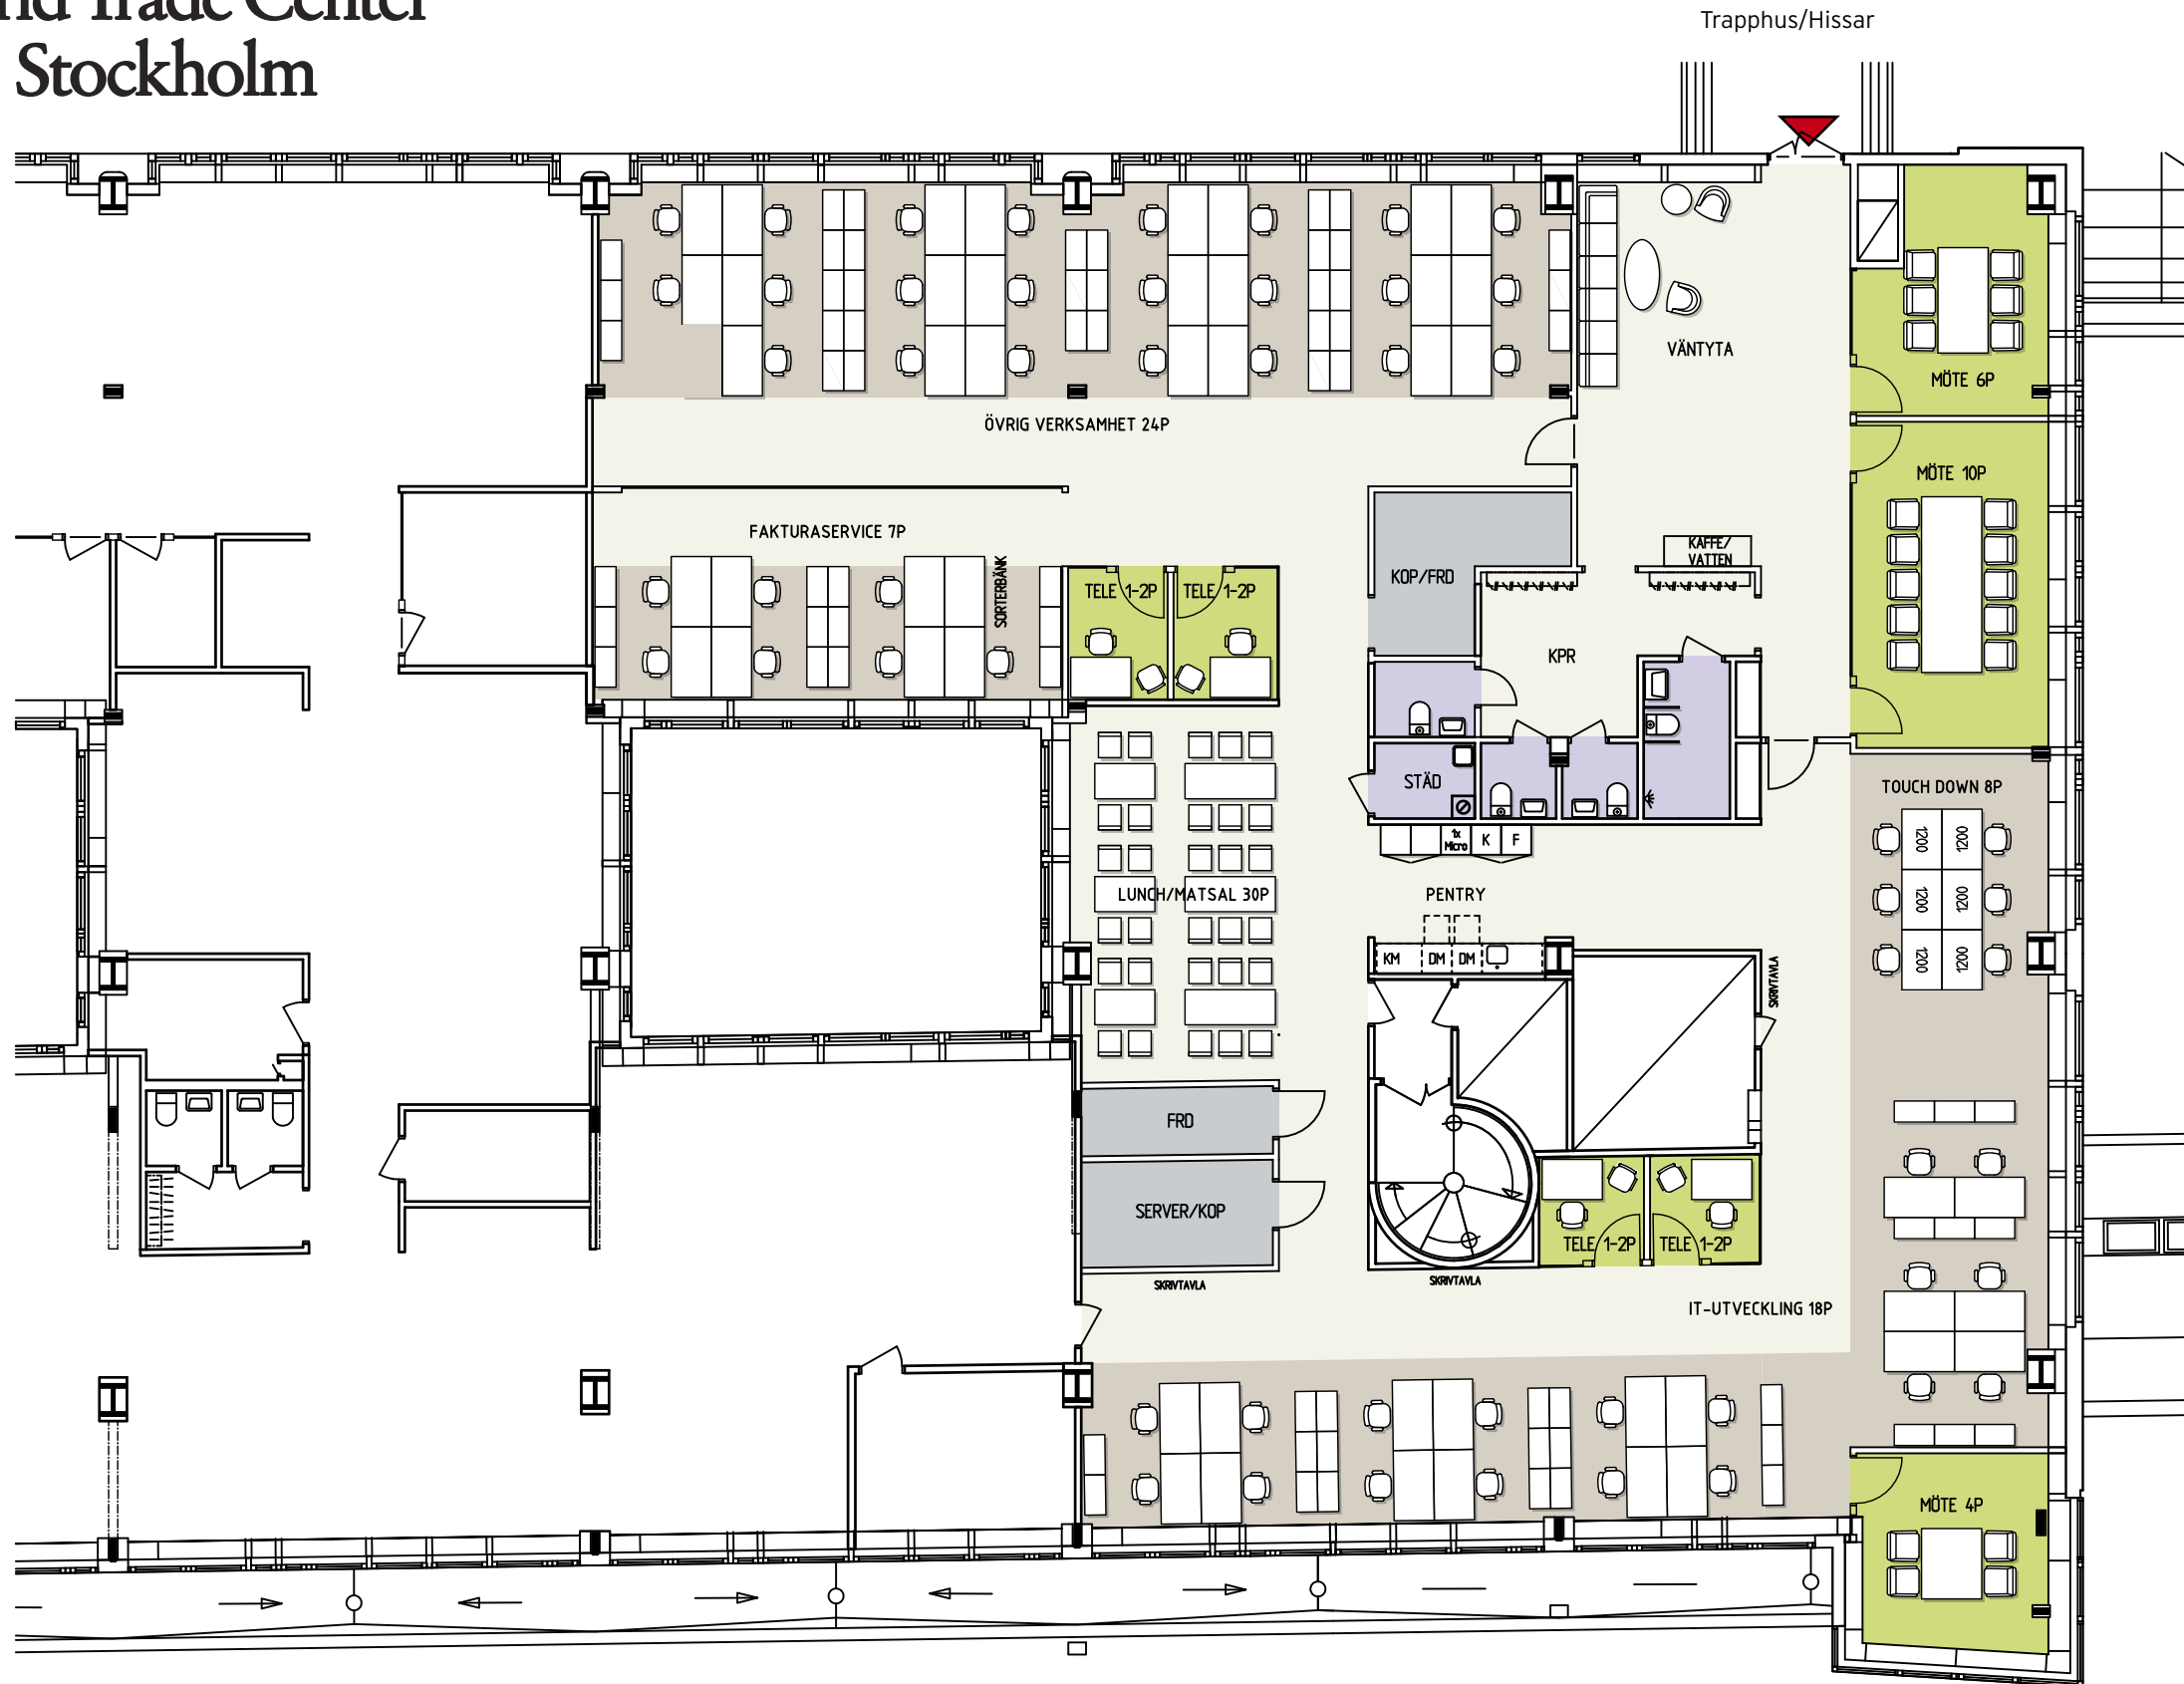 Trade Center
Stockholm
Trapphus/Hissar
VÄNTYTA
MÖTE 6P
ÖVRIG VERKSAMHET 24P
MÖTE 10P
FAKTURASERVICE 7P
KAFFE/
VATTEN
SORTERBÄNK
TELE 1-2P
TELE 1-2P
KOP/FRD
KPR
STÄD
TOUCH DOWN 8P
1x
Micro
K
F
1200
1200
1200
1200
1200
1200
LUNCH/MATSAL 30P
PENTRY
KM
DM
DM
SKRIVTAVLA
FRD
SERVER/KOP
TELE 1-2P
TELE 1-2P
SKRIVTAVLA
SKRIVTAVLA
IT-UTVECKLING 18P
MÖTE 4P